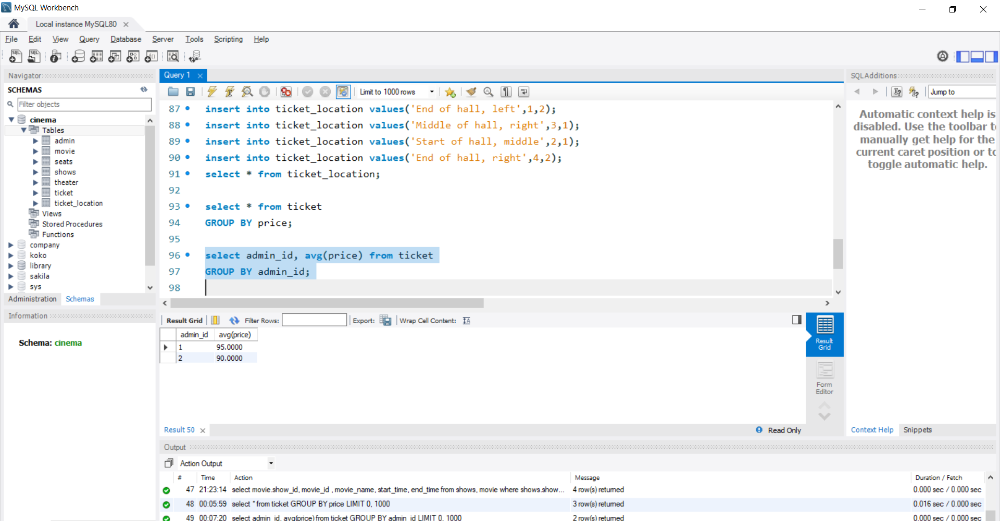 MySQL Workbench
Local instance MySQL80
File Edit View Query Database Server Tools Scripting Help
Navigator
SCHEMAS
Filter objects
cinema
Tables
admin
movie
seats
shows
theater
ticket
ticket_location
Views
Stored Procedures
Functions
company
koko
library
sakila
sys
Administration Schemas
Information
Schema: cinema
Query 1
Limit to 1000 rows
87 insert into ticket_location values('End of hall, left',1,2);
88 insert into ticket_location values('Middle of hall, right',3,1);
89 insert into ticket_location values('Start of hall, middle',2,1);
90 insert into ticket_location values('End of hall, right',4,2);
91 select * from ticket_location;
92
93 select * from ticket
94 GROUP BY price;
95
96 select admin_id, avg(price) from ticket
97 GROUP BY admin_id;
98
Result Grid Filter Rows: Export: Wrap Cell Content:
admin_id avg(price)
1 95.0000
2 90.0000
Result Grid
Form Editor
Result 50
Read Only
SQLAdditions
Jump to
Automatic context help is
disabled. Use the toolbar t
manually get help for the
current caret position or to
toggle automatic help.
Context Help Snippets
Output
Action Output
# Time Action Message Duration / Fetch
47 21:23:14 select movie.show_id, movie_id , movie_name, start_time, end_time from shows, movie where shows.show... 4 row(s) returned 0.000 sec / 0.000 sec
48 00:05:59 select * from ticket GROUP BY price LIMIT 0, 1000 3 row(s) returned 0.016 sec / 0.000 sec
49 00:07:20 select admin_id, avg(price) from ticket GROUP BY admin_id LIMIT 0, 1000 2 row(s) returned 0.000 sec / 0.000 sec